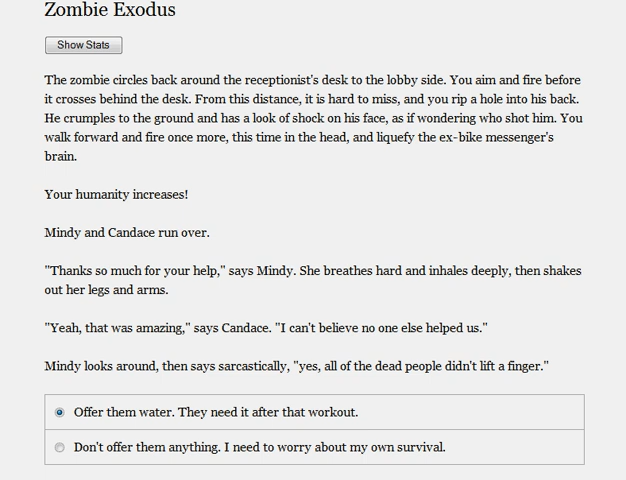 Zombie Exodus
Show Stats
The zombie circles back around the receptionist's desk to the lobby side. You aim and fire before
it crosses behind the desk. From this distance, it is hard to miss, and you rip a hole into his back.
He crumples to the ground and has a look of shock on his face, as if wondering who shot him. You
walk forward and fire once more, this time in the head, and liquefy the ex-bike messenger's
brain.
Your humanity increases!
Mindy and Candace run over.
"Thanks so much for your help," says Mindy. She breathes hard and inhales deeply, then shakes
out her legs and arms.
"Yeah, that was amazing," says Candace. "I can't believe no one else helped us."
Mindy looks around, then says sarcastically, "yes, all of the dead people didn't lift a finger."
Offer them water. They need it after that workout.
Don't offer them anything. I need to worry about my own survival.